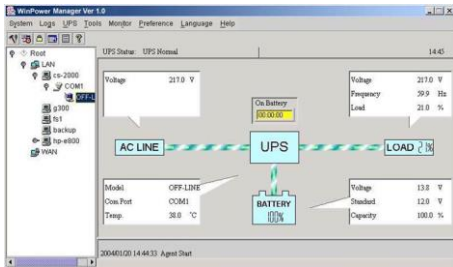 WinPower Manager Ver 1.0
System Logs UPS Tools Monitor Preference Language Help
Root
LAN
cs-2000
COM1
OFF-L
g300
fs1
backup
hp-e800
WAN
UPS Status: UPS Normal
14:45
Voltage 217.0 V
On Battery
00:00:00
Voltage 217.0 V
Frequency 59.9 Hz
Load 21.0 %
AC LINE
UPS
LOAD 21%
Model OFF-LINE
Com.Port COM1
Temp. 38.0 °C
BATTERY
100%
Voltage 13.8 V
Standard 12.0 V
Capacity 100.0 %
2004/01/20 14:44:33 Agent Start